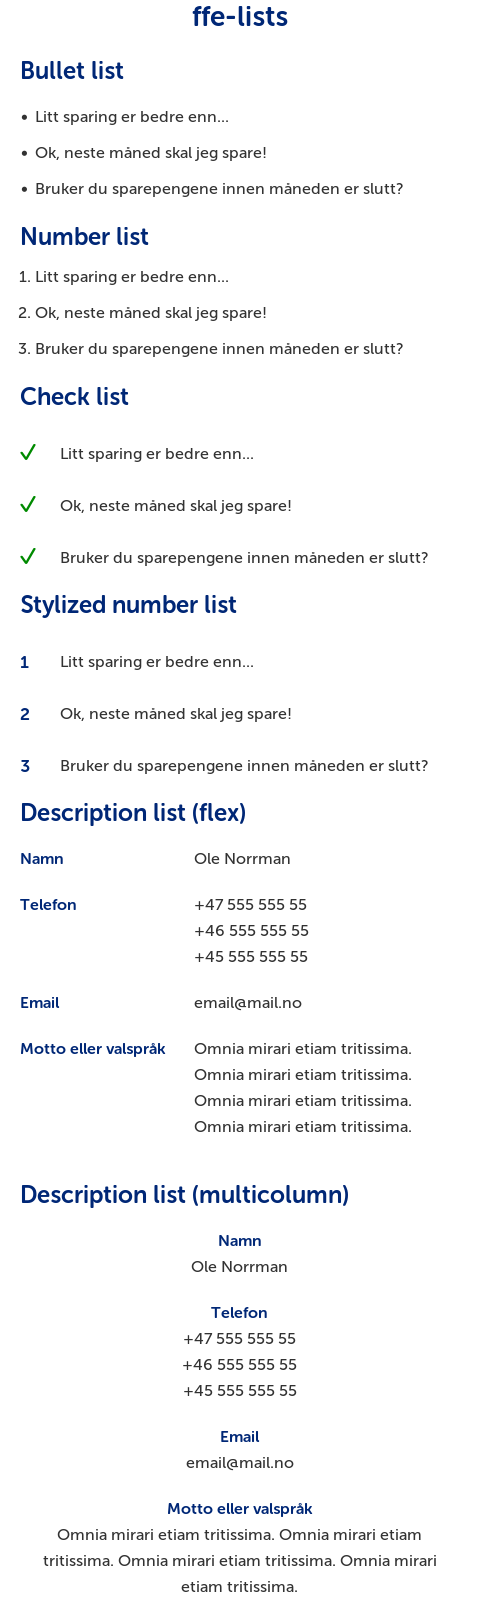 ffe-lists
Bullet list
• Litt sparing er bedre enn...
• Ok, neste måned skal jeg spare!
• Bruker du sparepengene innen måneden er slutt?
Number list
1. Litt sparing er bedre enn...
2. Ok, neste måned skal jeg spare!
3. Bruker du sparepengene innen måneden er slutt?
Check list
Litt sparing er bedre enn...
Ok, neste måned skal jeg spare!
Bruker du sparepengene innen måneden er slutt?
Stylized number list
1 Litt sparing er bedre enn...
2 Ok, neste måned skal jeg spare!
3 Bruker du sparepengene innen måneden er slutt?
Description list (flex)
Namn Ole Norrman
Telefon +47 555 555 55
+46 555 555 55
+45 555 555 55
Email email@mail.no
Motto eller valspråk Omnia mirari etiam tritissima.
Omnia mirari etiam tritissima.
Omnia mirari etiam tritissima.
Omnia mirari etiam tritissima.
Description list (multicolumn)
Namn
Ole Norrman
Telefon
+47 555 555 55
+46 555 555 55
+45 555 555 55
Email
email@mail.no
Motto eller valspråk
Omnia mirari etiam tritissima. Omnia mirari etiam
tritissima. Omnia mirari etiam tritissima. Omnia mirari
etiam tritissima.